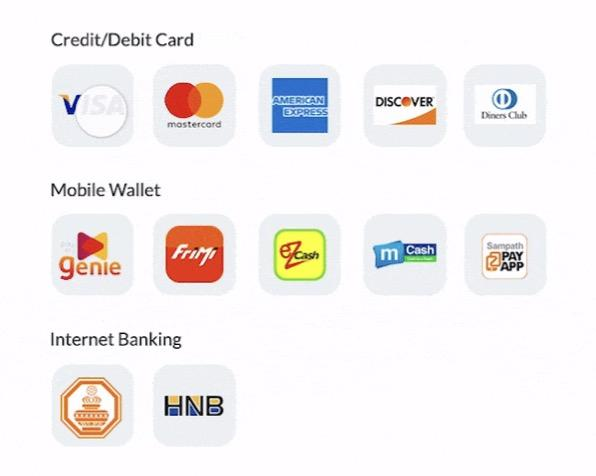 Credit/Debit Card
VISA
mastercard
AMERICAN
EXPRESS
DISCOVER
Diners Club
Mobile Wallet
genie
FriMi
eZ Cash
m Cash
Sampath
PAY
APP
Internet Banking
HNB